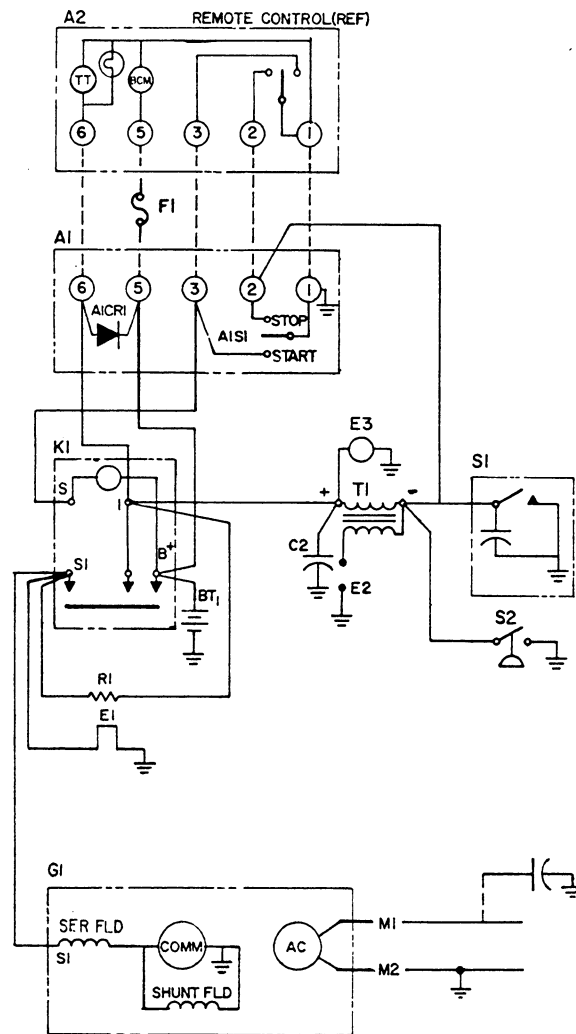 A2 REMOTE CONTROL(REF)
TT BCM
6 5 3 2 1
F1
A1
6 5 3 2 1
A1CR1 STOP
A1S1
START
K1 E3
S 1 + T1 - S1
C2
S1 B+ E2
BT1 S2
R1
E1
G1
SER FLD M1
S1 COMM AC
M2
SHUNT FLD